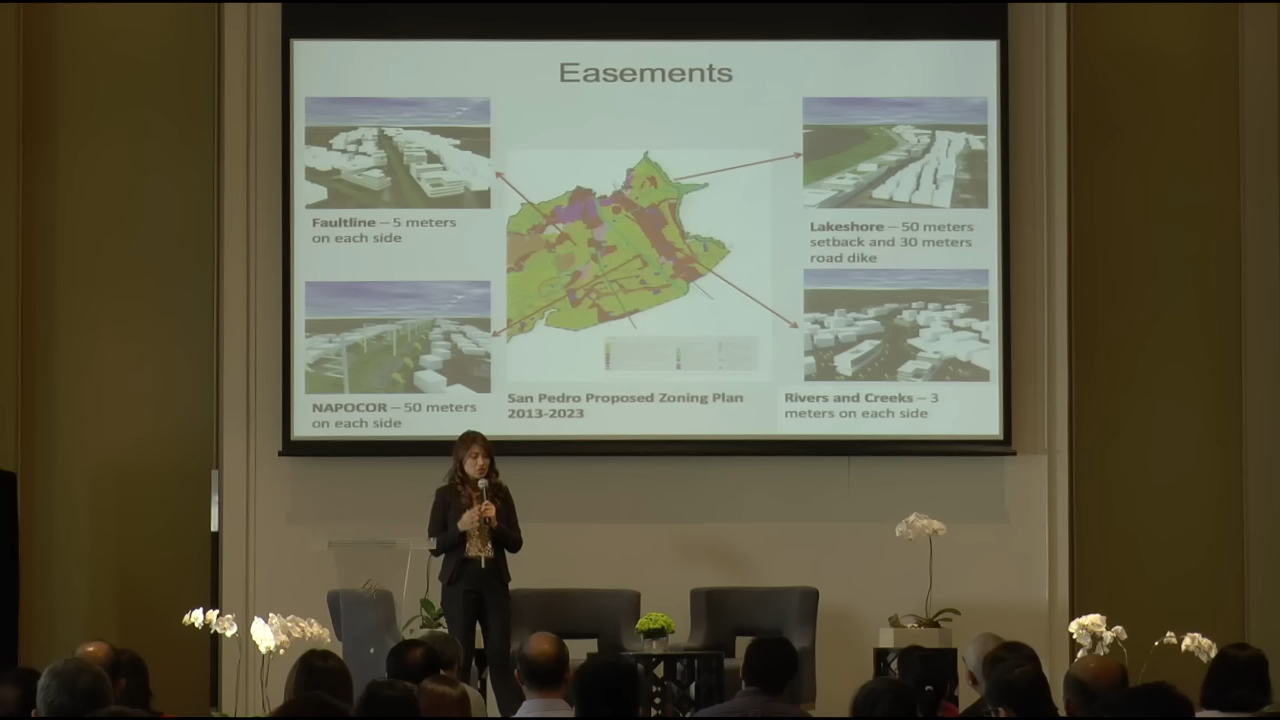 Easements
Faultline – 5 meters
on each side
Lakeshore – 50 meters
setback and 30 meters
road dike
NAPOCOR – 50 meters
on each side
San Pedro Proposed Zoning Plan
2013-2023
Rivers and Creeks – 3
meters on each side